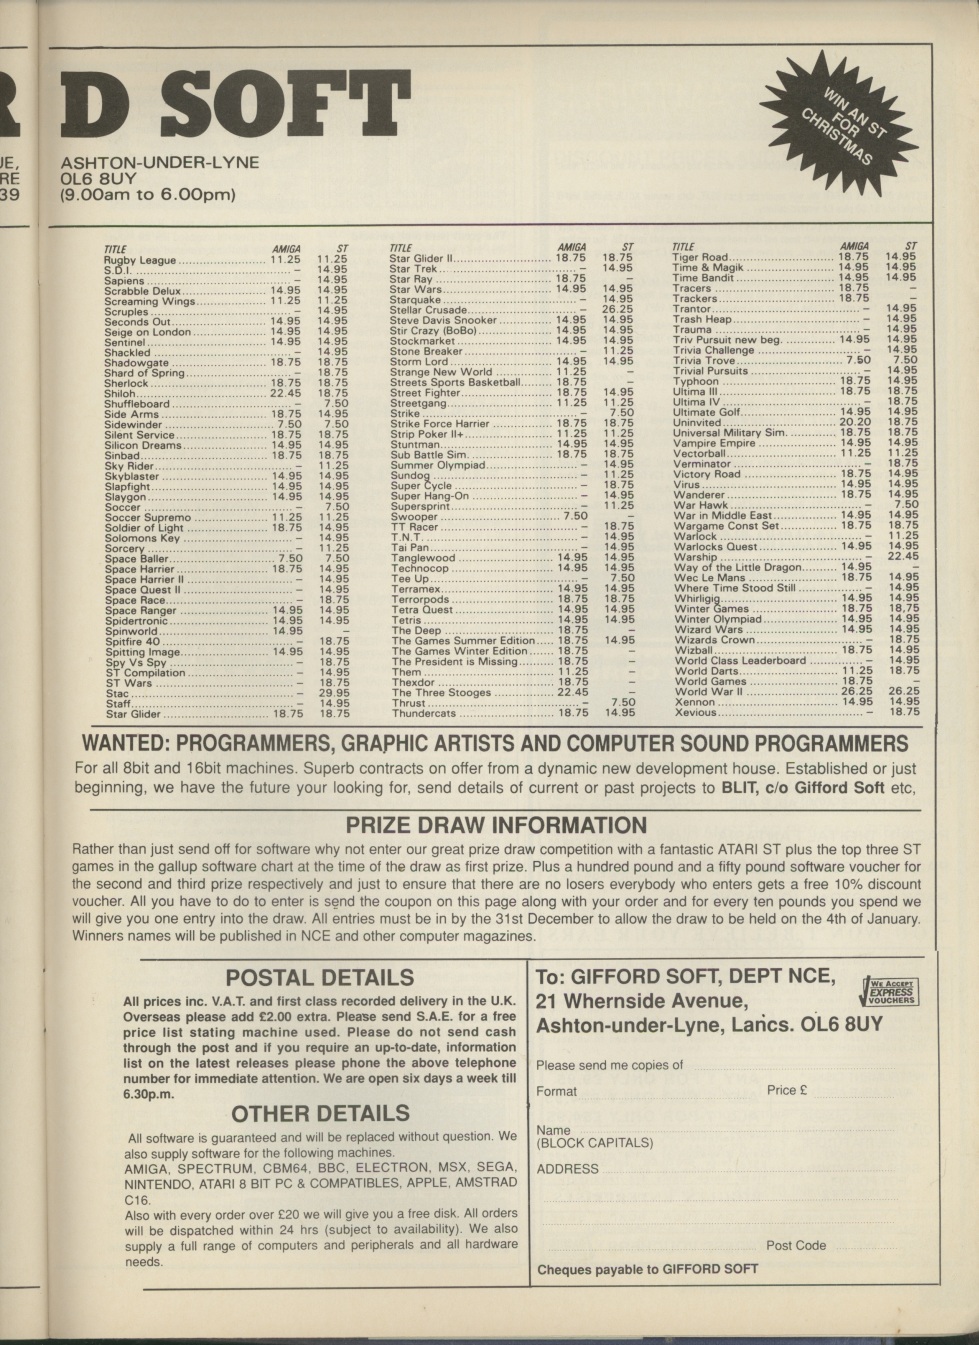 R D SOFT
WIN AN ST
FOR
CHRISTMAS
UE, ASHTON-UNDER-LYNE
RE OL6 8UY
39 (9.00am to 6.00pm)
TITLE AMIGA ST
Rugby League 11.25 11.25
S.D.I. – 14.95
Sapiens – 14.95
Scrabble Delux 14.95 14.95
Screaming Wings 11.25 11.25
Scruples – 14.95
Seconds Out 14.95 14.95
Seige on London 14.95 14.95
Sentinel 14.95 14.95
Shackled – 14.95
Shadowgate 18.75 18.75
Shard of Spring – 18.75
Sherlock 18.75 18.75
Shiloh 22.45 18.75
Shuffleboard – 7.50
Side Arms 18.75 14.95
Sidewinder 7.50 7.50
Silent Service 18.75 18.75
Silicon Dreams 14.95 14.95
Sinbad 18.75 18.75
Sky Rider – 11.25
Skyblaster 14.95 14.95
Slapfight 14.95 14.95
Slaygon 14.95 14.95
Soccer – 7.50
Soccer Supremo 11.25 11.25
Soldier of Light 18.75 14.95
Solomons Key – 14.95
Sorcery – 11.25
Space Baller 7.50 7.50
Space Harrier 18.75 14.95
Space Harrier II – 14.95
Space Quest II – 14.95
Space Race – 18.75
Space Ranger 14.95 14.95
Spidertronic 14.95 14.95
Spinworld 14.95 –
Spitfire 40 – 18.75
Spitting Image 14.95 14.95
Spy Vs Spy – 18.75
ST Compilation – 14.95
ST Wars – 18.75
Stac – 29.95
Staff – 14.95
Star Glider 18.75 18.75
TITLE AMIGA ST
Star Glider II 18.75 18.75
Star Trek – 14.95
Star Ray 18.75 –
Star Wars 14.95 14.95
Starquake – 14.95
Stellar Crusade – 26.25
Steve Davis Snooker 14.95 14.95
Stir Crazy (BoBo) 14.95 14.95
Stockmarket 14.95 14.95
Stone Breaker – 11.25
Storm Lord 14.95 14.95
Strange New World 11.25 –
Streets Sports Basketball 18.75 –
Street Fighter 18.75 14.95
Streetgang 11.25 11.25
Strike – 7.50
Strike Force Harrier 18.75 18.75
Strip Poker II+ 11.25 11.25
Stuntman 14.95 14.95
Sub Battle Sim. 18.75 18.75
Summer Olympiad – 14.95
Sundog – 11.25
Super Cycle – 18.75
Super Hang-On – 14.95
Supersprint – 11.25
Swooper 7.50 –
TT Racer – 18.75
T.N.T. – 14.95
Tai Pan – 14.95
Tanglewood 14.95 14.95
Technocop 14.95 14.95
Tee Up – 7.50
Terramex 14.95 14.95
Terrorpods 18.75 18.75
Tetra Quest 14.95 14.95
Tetris 14.95 14.95
The Deep 18.75 –
The Games Summer Edition 18.75 14.95
The Games Winter Edition 18.75 –
The President is Missing 18.75 –
Them 11.25 –
Thexdor 18.75 –
The Three Stooges 22.45 –
Thrust – 7.50
Thundercats 18.75 14.95
TITLE AMIGA ST
Tiger Road 18.75 14.95
Time & Magik 14.95 14.95
Time Bandit 14.95 14.95
Tracers 18.75 –
Trackers 18.75 –
Trantor – 14.95
Trash Heap – 14.95
Trauma – 14.95
Triv Pursuit new beg. 14.95 14.95
Trivia Challenge – 14.95
Trivia Trove 7.50 7.50
Trivial Pursuits – 14.95
Typhoon 18.75 14.95
Ultima III 18.75 18.75
Ultima IV – 18.75
Ultimate Golf 14.95 14.95
Uninvited 20.20 18.75
Universal Military Sim. 18.75 18.75
Vampire Empire 14.95 14.95
Vectorball 11.25 11.25
Verminator – 18.75
Victory Road 18.75 14.95
Virus 14.95 14.95
Wanderer 18.75 14.95
War Hawk – 7.50
War in Middle East 14.95 14.95
Wargame Const Set 18.75 18.75
Warlock – 11.25
Warlocks Quest 14.95 14.95
Warship – 22.45
Way of the Little Dragon 14.95 –
Wec Le Mans 18.75 14.95
Where Time Stood Still – 14.95
Whirligig 14.95 14.95
Winter Games 18.75 18,75
Winter Olympiad 14.95 14.95
Wizard Wars 14.95 14.95
Wizards Crown – 18.75
Wizball 18.75 14.95
World Class Leaderboard – 14.95
World Darts 11.25 18.75
World Games 18.75 –
World War II 26.25 26.25
Xennon 14.95 14.95
Xevious – 18.75
WANTED: PROGRAMMERS, GRAPHIC ARTISTS AND COMPUTER SOUND PROGRAMMERS
For all 8bit and 16bit machines. Superb contracts on offer from a dynamic new development house. Established or just
beginning, we have the future your looking for, send details of current or past projects to BLIT, c/o Gifford Soft etc,
PRIZE DRAW INFORMATION
Rather than just send off for software why not enter our great prize draw competition with a fantastic ATARI ST plus the top three ST
games in the gallup software chart at the time of the draw as first prize. Plus a hundred pound and a fifty pound software voucher for
the second and third prize respectively and just to ensure that there are no losers everybody who enters gets a free 10% discount
voucher. All you have to do to enter is send the coupon on this page along with your order and for every ten pounds you spend we
will give you one entry into the draw. All entries must be in by the 31st December to allow the draw to be held on the 4th of January.
Winners names will be published in NCE and other computer magazines.
POSTAL DETAILS
All prices inc. V.A.T. and first class recorded delivery in the U.K.
Overseas please add £2.00 extra. Please send S.A.E. for a free
price list stating machine used. Please do not send cash
through the post and if you require an up-to-date, information
list on the latest releases please phone the above telephone
number for immediate attention. We are open six days a week till
6.30p.m.
OTHER DETAILS
All software is guaranteed and will be replaced without question. We
also supply software for the following machines.
AMIGA, SPECTRUM, CBM64, BBC, ELECTRON, MSX, SEGA,
NINTENDO, ATARI 8 BIT PC & COMPATIBLES, APPLE, AMSTRAD
C16.
Also with every order over £20 we will give you a free disk. All orders
will be dispatched within 24 hrs (subject to availability). We also
supply a full range of computers and peripherals and all hardware
needs.
To: GIFFORD SOFT, DEPT NCE,
21 Whernside Avenue,
Ashton-under-Lyne, Lancs. OL6 8UY
WE ACCEPT
EXPRESS
VOUCHERS
Please send me copies of
Format Price £
Name
(BLOCK CAPITALS)
ADDRESS
Post Code
Cheques payable to GIFFORD SOFT